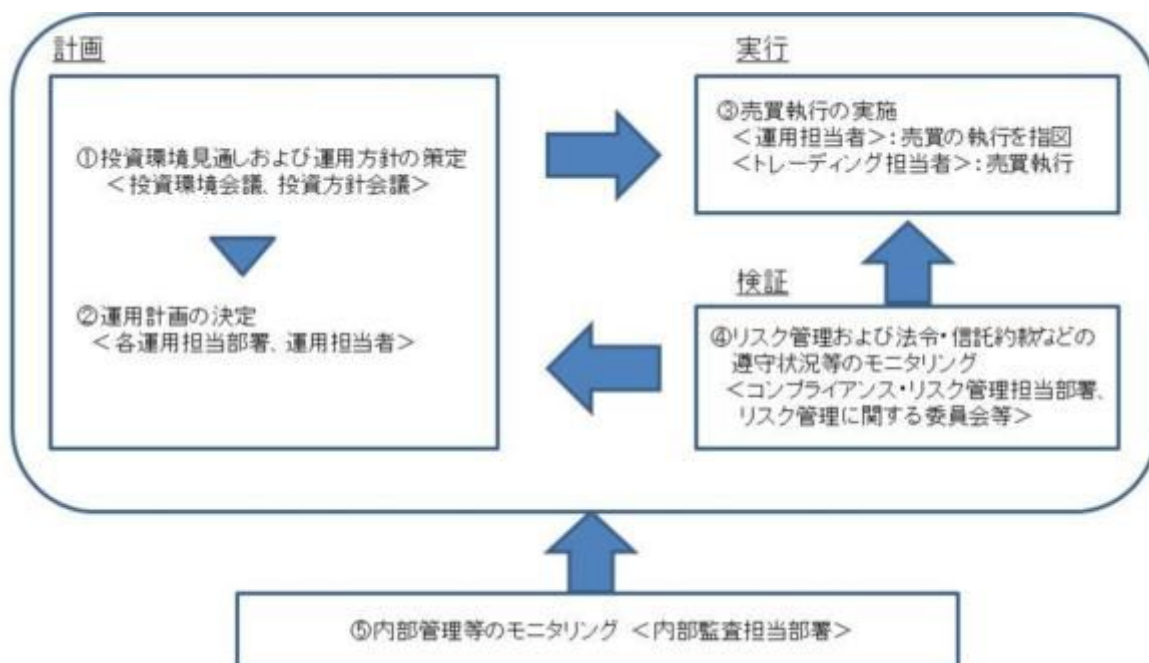 計画
①投資環境見通しおよび運用方針の策定
＜投資環境会議、投資方針会議＞
②運用計画の決定
＜各運用担当部署、運用担当者＞
実行
③売買執行の実施
＜運用担当者＞：売買の執行を指図
＜トレーディング担当者＞：売買執行
検証
④リスク管理および法令・信託約款などの
遵守状況等のモニタリング
＜コンプライアンス・リスク管理担当部署、
リスク管理に関する委員会等＞
⑤内部管理等のモニタリング ＜内部監査担当部署＞